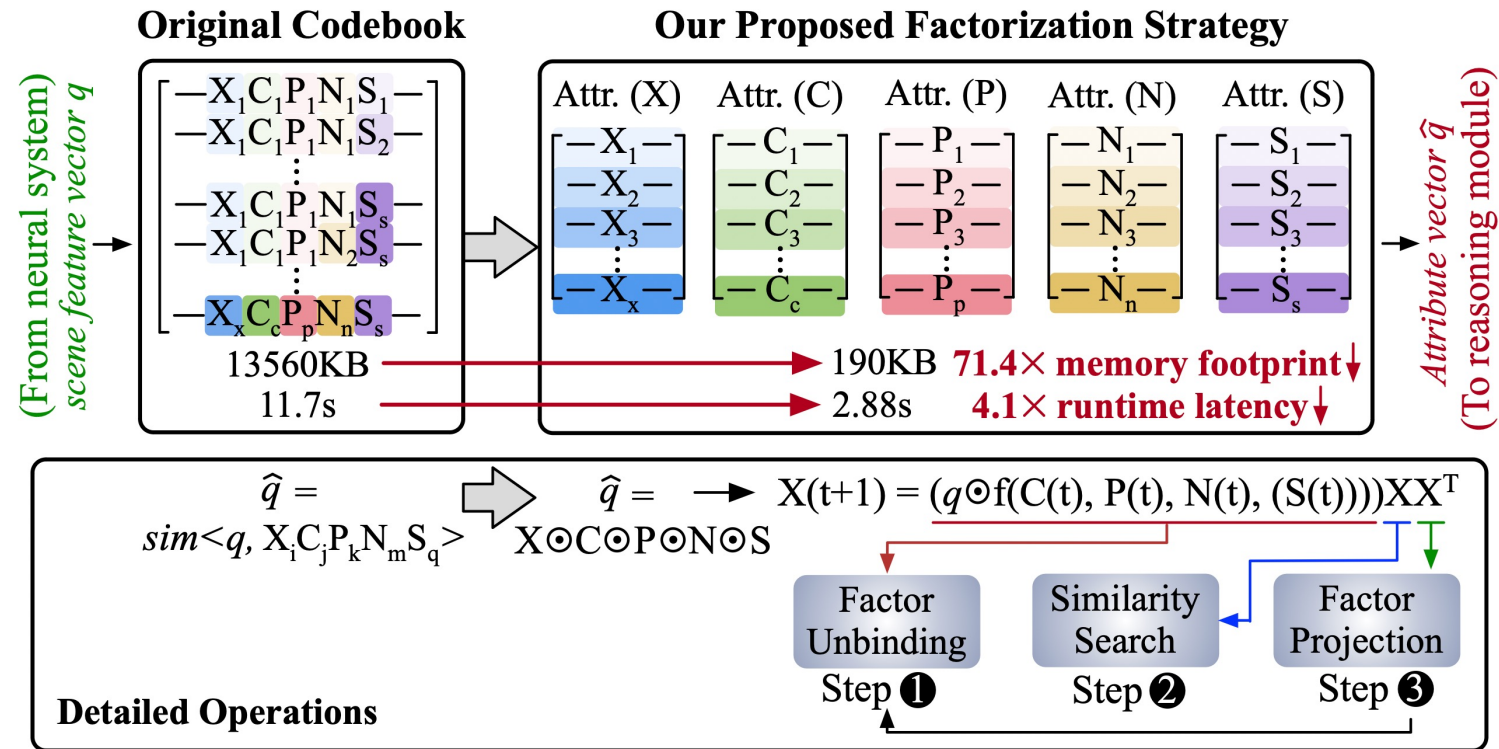 Original Codebook
Our Proposed Factorization Strategy
(From neural system)
scene feature vector q
X₁C₁P₁N₁S₁
X₁C₁P₁N₁S₂
X₁C₁P₁N₁Sₛ
X₁C₁P₁N₂Sₛ
XₓC_cPₚNₙSₛ
13560KB
11.7s
Attr. (X) Attr. (C) Attr. (P) Attr. (N) Attr. (S)
X₁ C₁ P₁ N₁ S₁
X₂ C₂ P₂ N₂ S₂
X₃ C₃ P₃ N₃ S₃
Xₓ C_c Pₚ Nₙ Sₛ
190KB 71.4× memory footprint↓
2.88s 4.1× runtime latency↓
Attribute vector q̂
(To reasoning module)
q̂ =
sim<q, XᵢCⱼPₖNₘS_q>
q̂ =
X⊙C⊙P⊙N⊙S
X(t+1) = (q⊙f(C(t), P(t), N(t), (S(t))))XXᵀ
Factor
Unbinding
Step ❶
Similarity
Search
Step ❷
Factor
Projection
Step ❸
Detailed Operations